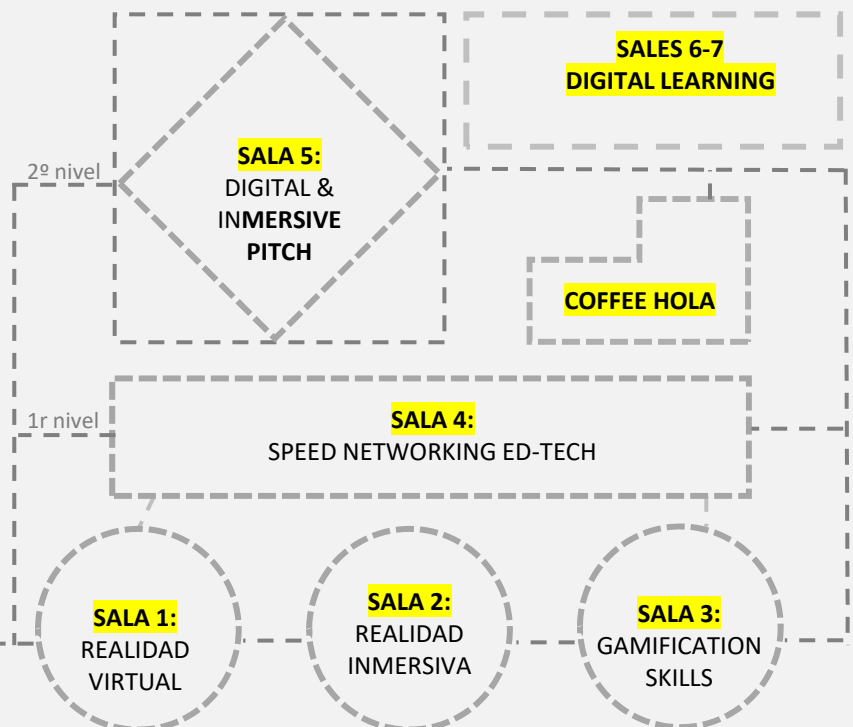 SALES 6-7
DIGITAL LEARNING
SALA 5:
DIGITAL &
INMERSIVE
PITCH
2º nivel
COFFEE HOLA
1r nivel
SALA 4:
SPEED NETWORKING ED-TECH
SALA 1:
REALIDAD
VIRTUAL
SALA 2:
REALIDAD
INMERSIVA
SALA 3:
GAMIFICATION
SKILLS